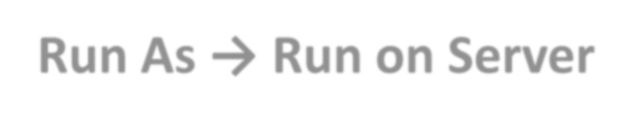 Run As → Run on Server